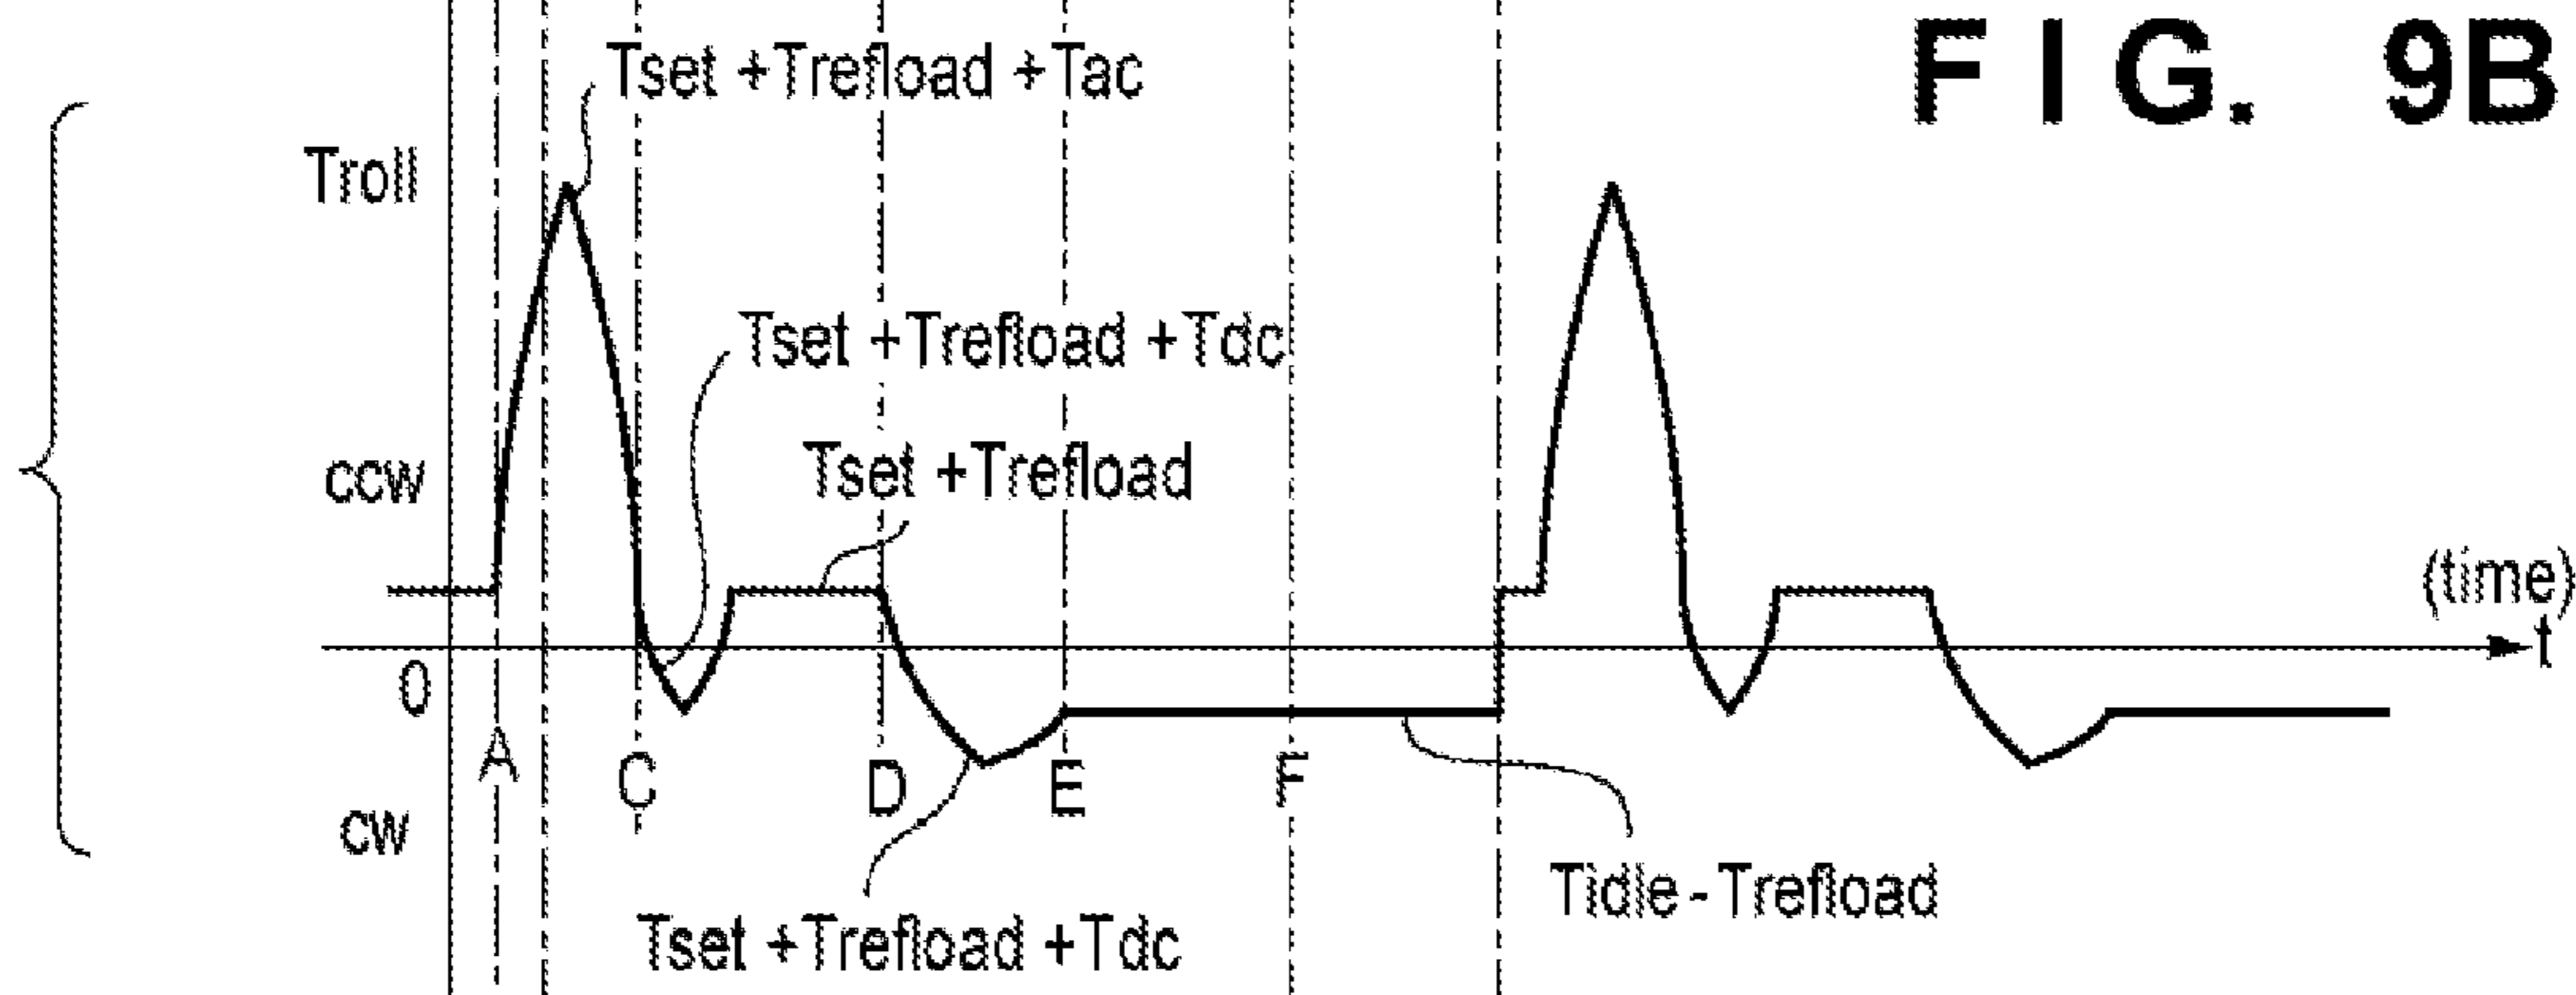 FIG. 9B
Tset +Trefload +Tac
Troll
Tset +Trefload +Tdc
ccw
Tset +Trefload
(time)
t
0
A
C
D
E
F
cw
Tidle - Trefload
Tset +Trefload +Tdc